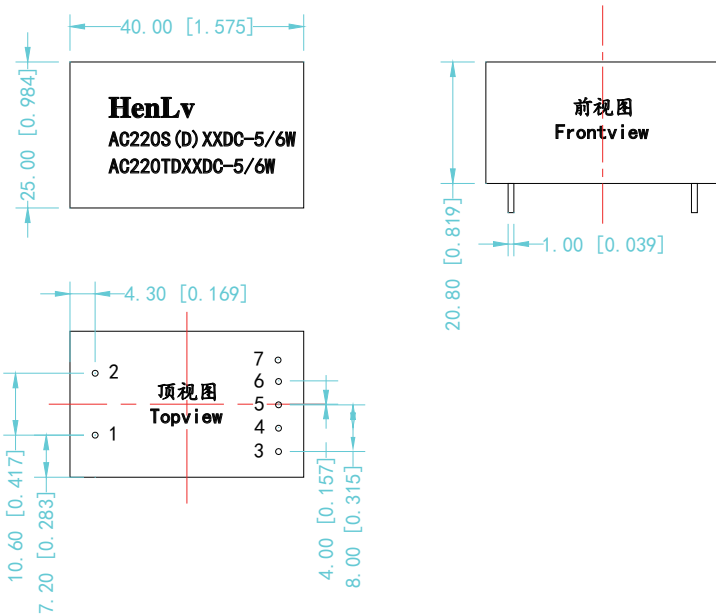 40.00 [1.575]
25.00 [0.984]
HenLv
AC220S(D)XXDC-5/6W
AC220TDXXDC-5/6W
前视图
Frontview
20.80 [0.819]
1.00 [0.039]
4.30 [0.169]
2
1
顶视图
Topview
7
6
5
4
3
10.60 [0.417]
7.20 [0.283]
4.00 [0.157]
8.00 [0.315]